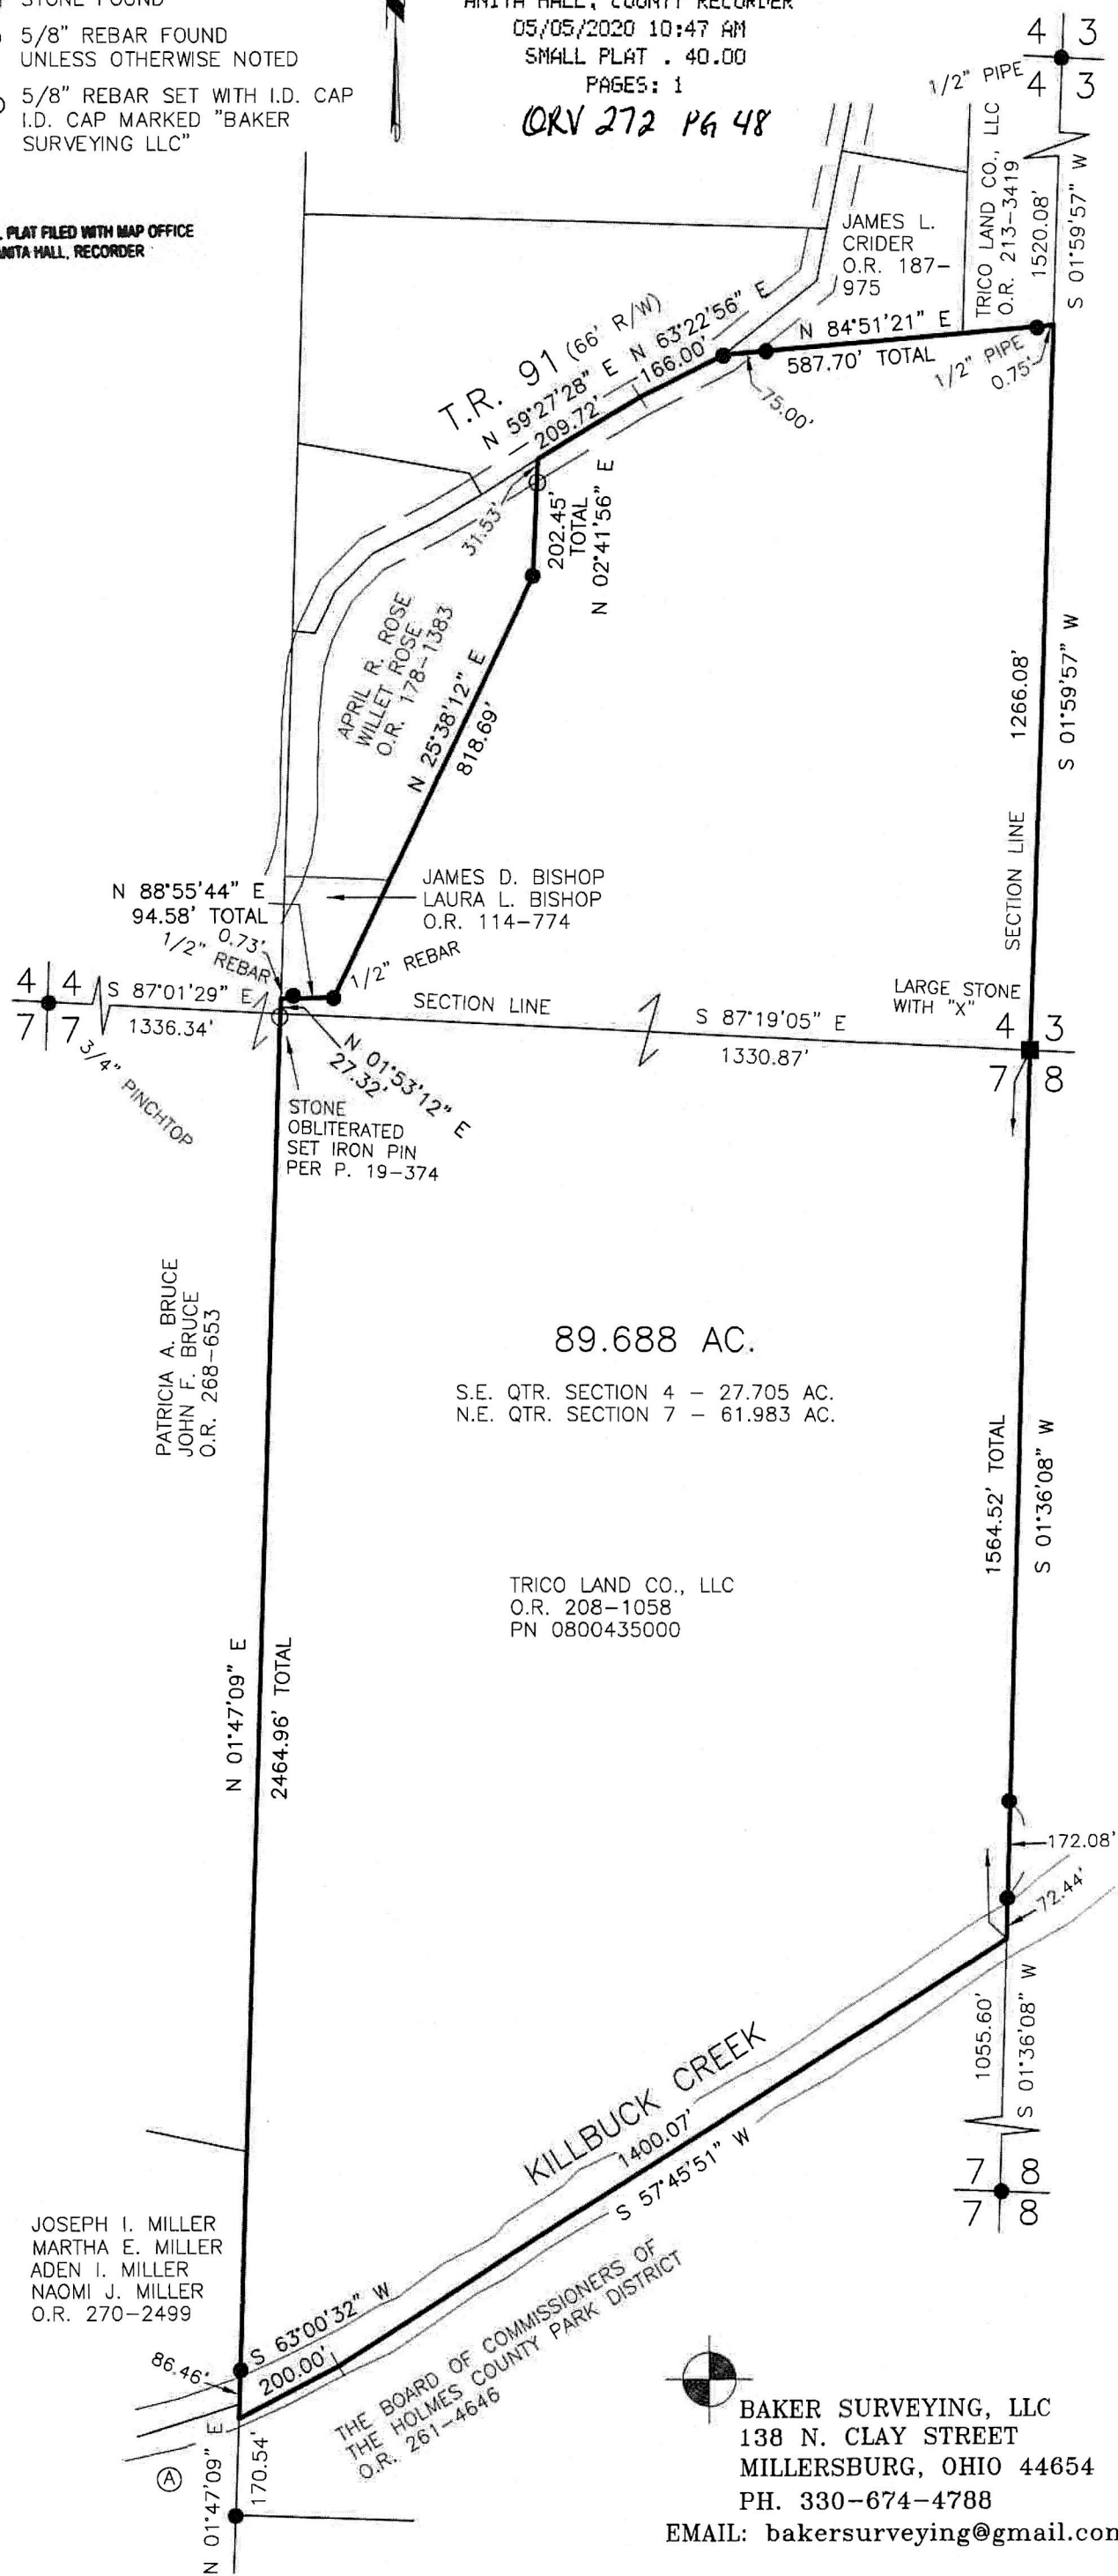 STONE FOUND
5/8" REBAR FOUND
UNLESS OTHERWISE NOTED
5/8" REBAR SET WITH I.D. CAP
I.D. CAP MARKED "BAKER
SURVEYING LLC"
ANITA HALL, COUNTY RECORDER
05/05/2020 10:47 AM
SMALL PLAT . 40.00
PAGES: 1
ORV 272 PG 48
PLAT FILED WITH MAP OFFICE
ANITA HALL, RECORDER
4 3
4 3
1/2" PIPE
TRICO LAND CO., LLC
O.R. 213-3419
1520.08'
S 01°59'57" W
JAMES L.
CRIDER
O.R. 187-
975
T.R. 91 (66' R/W)
N 59°27'28" E
209.72'
N 63°22'56" E
166.00'
N 84°51'21" E
587.70' TOTAL
1/2" PIPE
0.75'
75.00'
31.53'
202.45'
TOTAL
N 02°41'56" E
APRIL R. ROSE
WILLET ROSE
O.R. 178-1383
N 25°38'12" E
818.69'
1266.08'
S 01°59'57" W
SECTION LINE
JAMES D. BISHOP
LAURA L. BISHOP
O.R. 114-774
N 88°55'44" E
94.58' TOTAL
0.73'
1/2" REBAR
1/2" REBAR
4 4
7 7
S 87°01'29" E
1336.34'
3/4" PINCHTOP
SECTION LINE
S 87°19'05" E
1330.87'
LARGE STONE
WITH "X"
4 3
7 8
N 01°53'12" E
27.32'
STONE
OBLITERATED
SET IRON PIN
PER P. 19-374
PATRICIA A. BRUCE
JOHN F. BRUCE
O.R. 268-653
89.688 AC.
S.E. QTR. SECTION 4 - 27.705 AC.
N.E. QTR. SECTION 7 - 61.983 AC.
1564.52' TOTAL
S 01°36'08" W
TRICO LAND CO., LLC
O.R. 208-1058
PN 0800435000
N 01°47'09" E
2464.96' TOTAL
172.08'
72.44'
1055.60'
S 01°36'08" W
KILLBUCK CREEK
1400.07'
S 57°45'51" W
7 8
7 8
JOSEPH I. MILLER
MARTHA E. MILLER
ADEN I. MILLER
NAOMI J. MILLER
O.R. 270-2499
S 63°00'32" W
200.00'
86.46'
THE BOARD OF COMMISSIONERS OF
THE HOLMES COUNTY PARK DISTRICT
O.R. 261-4646
A
N 01°47'09" E
170.54'
BAKER SURVEYING, LLC
138 N. CLAY STREET
MILLERSBURG, OHIO 44654
PH. 330-674-4788
EMAIL: bakersurveying@gmail.com